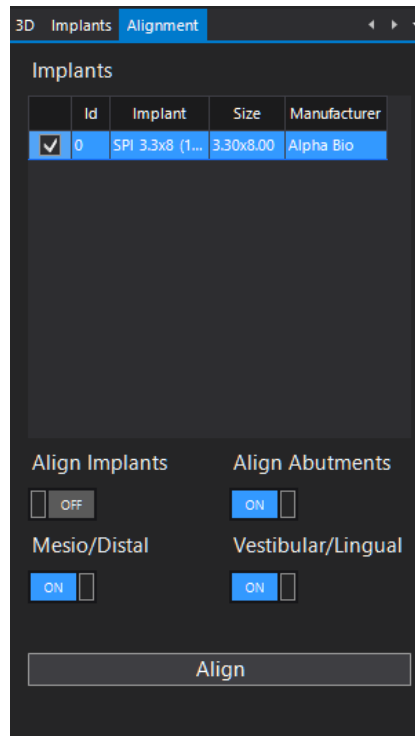 3D Implants Alignment
Implants
Id Implant Size Manufacturer
0 SPI 3.3x8 (1... 3.30x8.00 Alpha Bio
Align Implants Align Abutments
OFF ON
Mesio/Distal Vestibular/Lingual
ON ON
Align